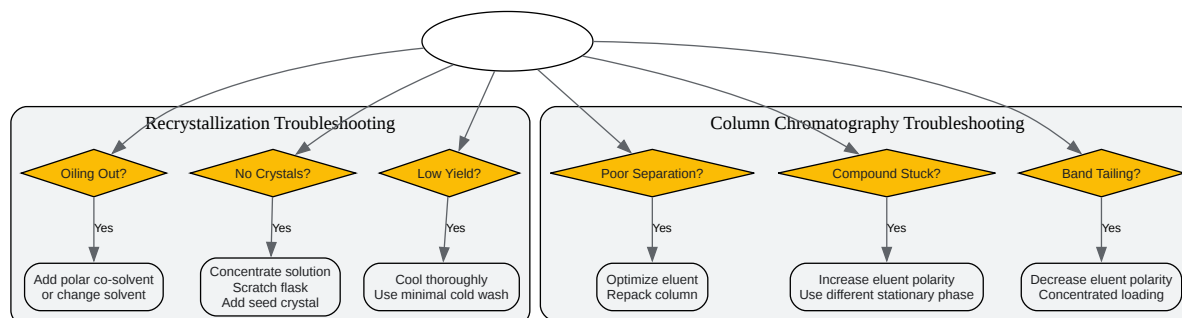 Recrystallization Troubleshooting
Oiling Out?
No Crystals?
Low Yield?
Yes
Yes
Yes
Add polar co-solvent
or change solvent
Concentrate solution
Scratch flask
Add seed crystal
Cool thoroughly
Use minimal cold wash
Column Chromatography Troubleshooting
Poor Separation?
Compound Stuck?
Band Tailing?
Yes
Yes
Yes
Optimize eluent
Repack column
Increase eluent polarity
Use different stationary phase
Decrease eluent polarity
Concentrated loading